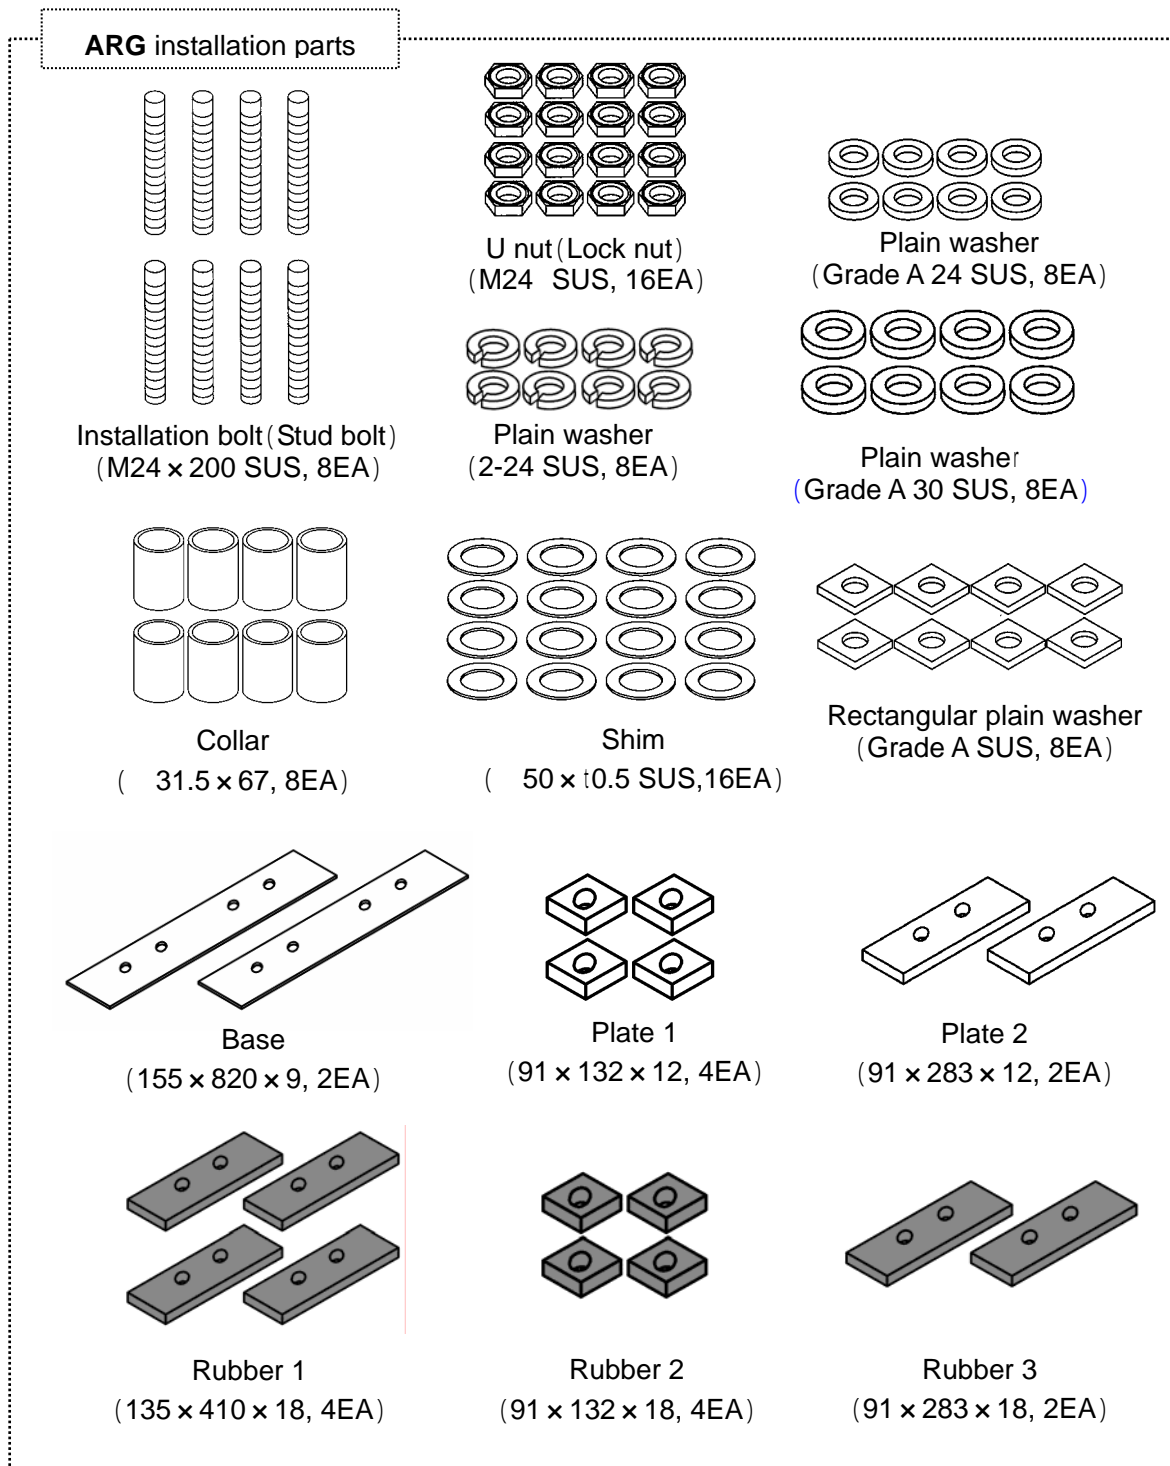 ARG installation parts
U nut(Lock nut)
(M24 SUS, 16EA)
Plain washer
(Grade A 24 SUS, 8EA)
Installation bolt(Stud bolt)
(M24×200 SUS, 8EA)
Plain washer
(2-24 SUS, 8EA)
Plain washer
(Grade A 30 SUS, 8EA)
Collar
( 31.5×67, 8EA)
Shim
( 50×t0.5 SUS,16EA)
Rectangular plain washer
(Grade A SUS, 8EA)
Base
(155×820×9, 2EA)
Plate 1
(91×132×12, 4EA)
Plate 2
(91×283×12, 2EA)
Rubber 1
(135×410×18, 4EA)
Rubber 2
(91×132×18, 4EA)
Rubber 3
(91×283×18, 2EA)